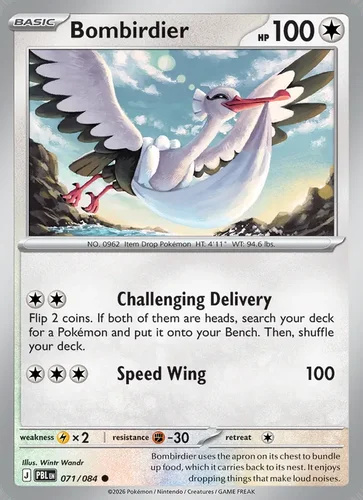 BASIC
Bombirdier
HP 100
NO. 0962 Item Drop Pokémon HT: 4'11" WT: 94.6 lbs.
Challenging Delivery
Flip 2 coins. If both of them are heads, search your deck
for a Pokémon and put it onto your Bench. Then, shuffle
your deck.
Speed Wing 100
weakness ×2 resistance -30 retreat
Illus. Wintr Wandr
J PBL EN 071/084
Bombirdier uses the apron on its chest to bundle
up food, which it carries back to its nest. It enjoys
dropping things that make loud noises.
©2026 Pokémon / Nintendo / Creatures / GAME FREAK